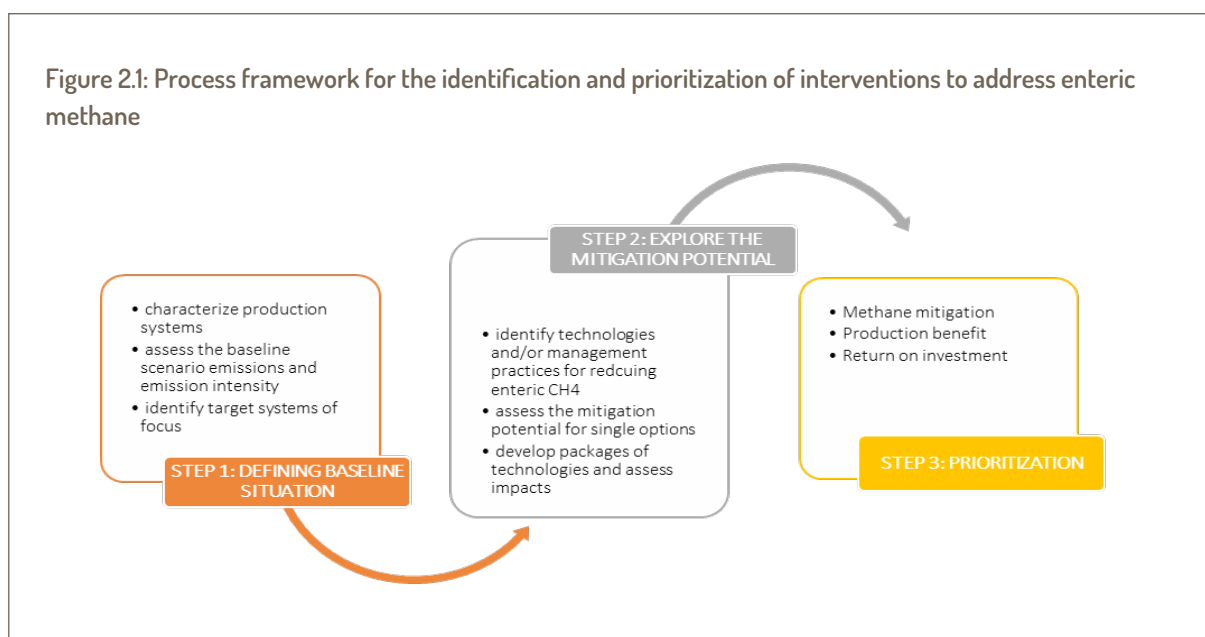 Figure 2.1: Process framework for the identification and prioritization of interventions to address enteric
methane
• characterize production
systems
• assess the baseline
scenario emissions and
emission intensity
• identify target systems of
focus
STEP 1: DEFINING BASELINE
SITUATION
STEP 2: EXPLORE THE
MITIGATION POTENTIAL
• identify technologies
and/or management
practices for redcuing
enteric CH4
• assess the mitigation
potential for single options
• develop packages of
technologies and assess
impacts
• Methane mitigation
• Production benefit
• Return on investment
STEP 3: PRIORITIZATION